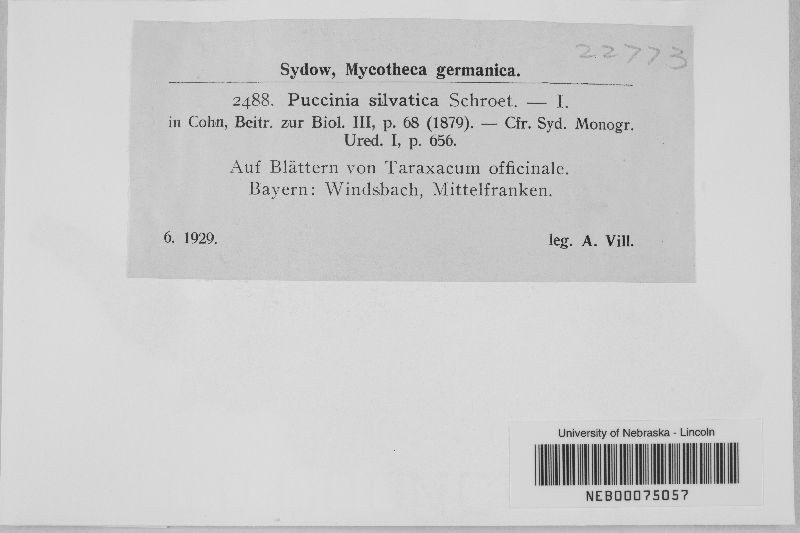 22773
Sydow, Mycotheca germanica.
2488. Puccinia silvatica Schroet. — I.
in Cohn, Beitr. zur Biol. III, p. 68 (1879). — Cfr. Syd. Monogr.
Ured. I, p. 656.
Auf Blättern von Taraxacum officinale.
Bayern: Windsbach, Mittelfranken.
6. 1929. leg. A. Vill.
University of Nebraska - Lincoln
NEB00075057